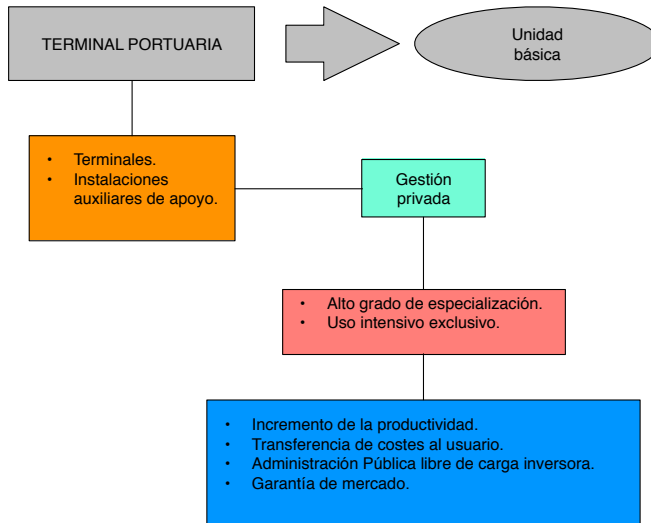 TERMINAL PORTUARIA
Unidad
básica
• Terminales.
• Instalaciones
auxiliares de apoyo.
Gestión
privada
• Alto grado de especialización.
• Uso intensivo exclusivo.
• Incremento de la productividad.
• Transferencia de costes al usuario.
• Administración Pública libre de carga inversora.
• Garantía de mercado.